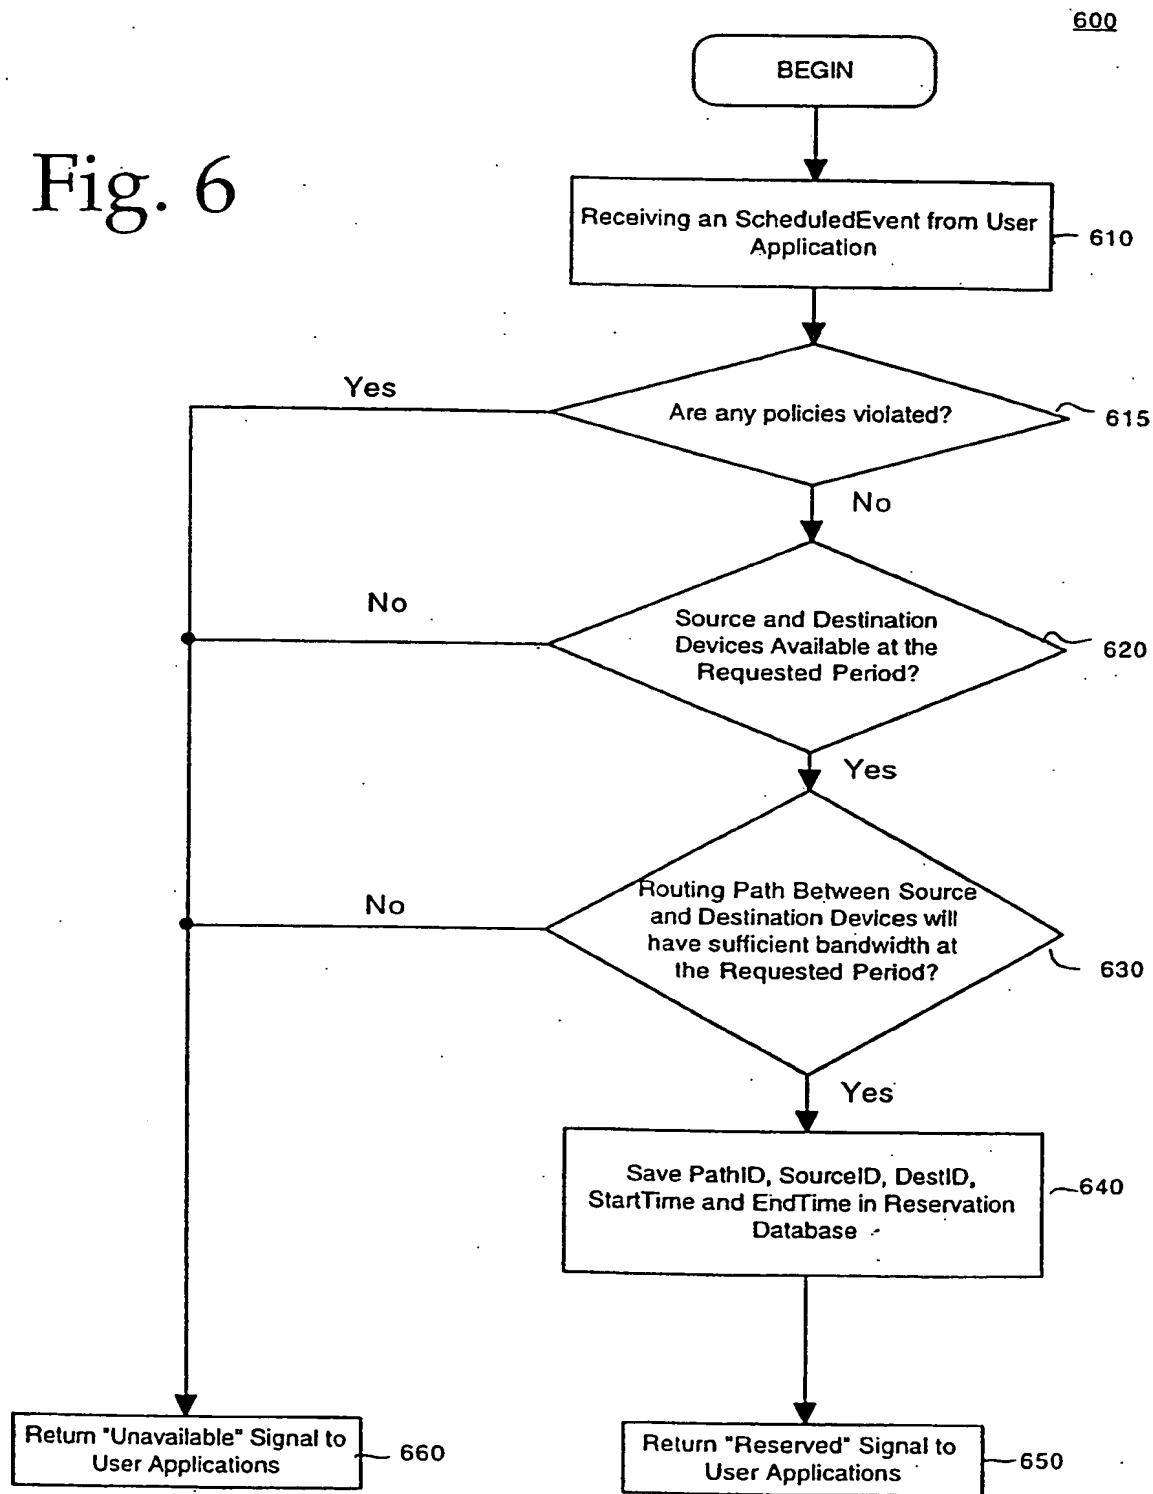 600
BEGIN
Fig. 6
Receiving an ScheduledEvent from User
Application
610
Yes
Are any policies violated?
615
No
No
Source and Destination
Devices Available at the
Requested Period?
620
Yes
No
Routing Path Between Source
and Destination Devices will
have sufficient bandwidth at
the Requested Period?
630
Yes
Save PathID, SourceID, DestID,
StartTime and EndTime in Reservation
Database
640
Return "Unavailable" Signal to
User Applications
660
Return "Reserved" Signal to
User Applications
650